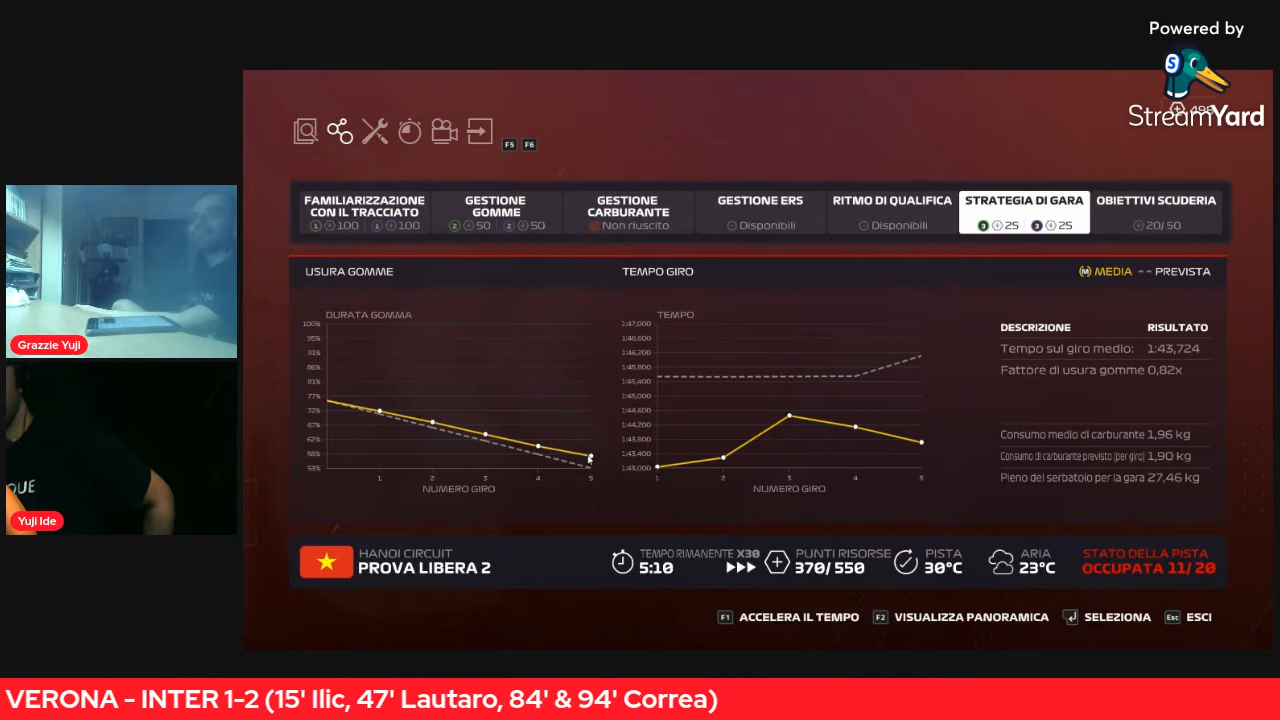 Powered by
StreamYard
F5 F6
FAMILIARIZZAZIONE CON IL TRACCIATO
1 100 1 100
GESTIONE GOMME
2 50 2 50
GESTIONE CARBURANTE
Non riuscito
GESTIONE ERS
Disponibili
RITMO DI QUALIFICA
Disponibili
STRATEGIA DI GARA
3 25 3 25
OBIETTIVI SCUDERIA
20/50
USURA GOMME
TEMPO GIRO
M MEDIA -- PREVISTA
DURATA GOMMA
100%
95%
91%
86%
81%
77%
72%
67%
62%
58%
53%
1 2 3 4 5
NUMERO GIRO
TEMPO
1:47,000
1:46,600
1:46,200
1:45,800
1:45,400
1:45,000
1:44,600
1:44,200
1:43,800
1:43,400
1:43,000
1 2 3 4 5
NUMERO GIRO
DESCRIZIONE RISULTATO
Tempo sul giro medio: 1:43,724
Fattore di usura gomme 0,82x
Consumo medio di carburante 1,96 kg
Consumo di carburante previsto (per giro) 1,90 kg
Pieno del serbatoio per la gara 27,46 kg
Grazzie Yuji
QUE
Yuji Ide
HANOI CIRCUIT
PROVA LIBERA 2
TEMPO RIMANENTE X30
5:10
PUNTI RISORSE
370/550
PISTA
30°C
ARIA
23°C
STATO DELLA PISTA
OCCUPATA 11/20
F1 ACCELERA IL TEMPO F2 VISUALIZZA PANORAMICA SELEZIONA Esc ESCI
VERONA - INTER 1-2 (15' Ilic, 47' Lautaro, 84' & 94' Correa)